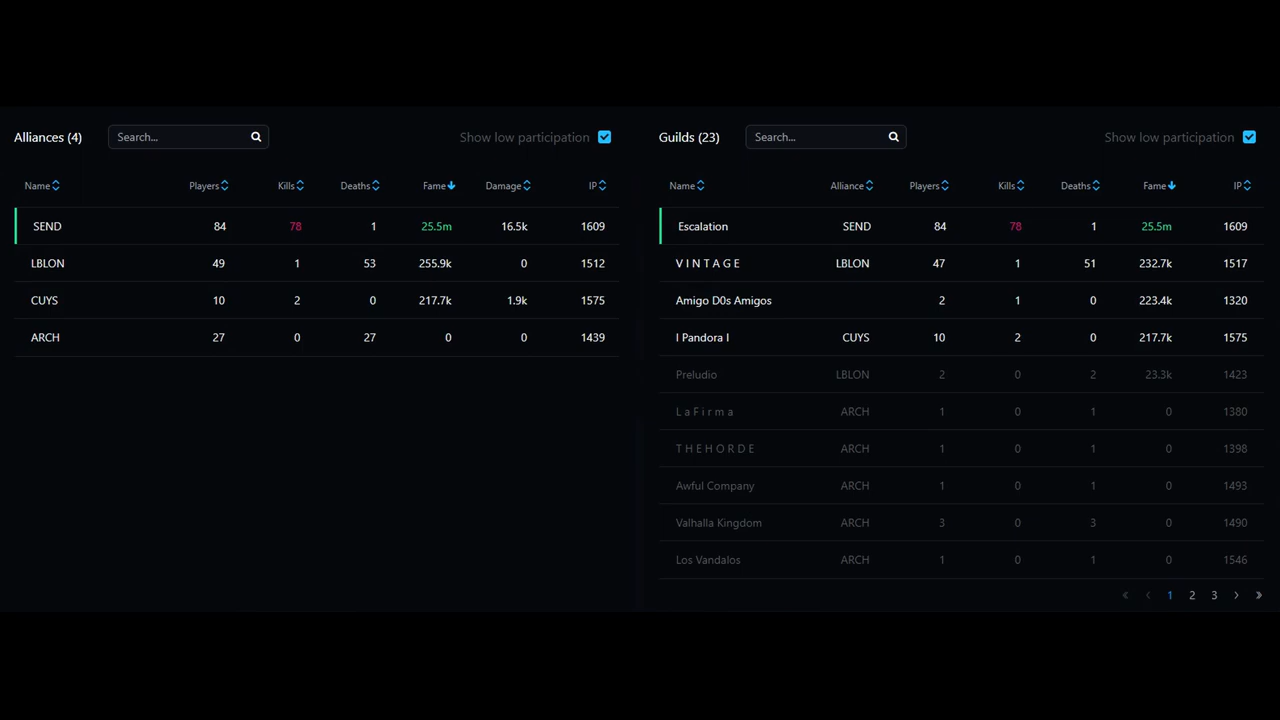 Alliances (4) Search... Show low participation
Name Players Kills Deaths Fame Damage IP
SEND 84 78 1 25.5m 16.5k 1609
LBLON 49 1 53 255.9k 0 1512
CUYS 10 2 0 217.7k 1.9k 1575
ARCH 27 0 27 0 0 1439
Guilds (23) Search... Show low participation
Name Alliance Players Kills Deaths Fame IP
Escalation SEND 84 78 1 25.5m 1609
V I N T A G E LBLON 47 1 51 232.7k 1517
Amigo D0s Amigos 2 1 0 223.4k 1320
I Pandora I CUYS 10 2 0 217.7k 1575
Preludio LBLON 2 0 2 23.3k 1423
L a F i r m a ARCH 1 0 1 0 1380
T H E H O R D E ARCH 1 0 1 0 1398
Awful Company ARCH 1 0 1 0 1493
Valhalla Kingdom ARCH 3 0 3 0 1490
Los Vandalos ARCH 1 0 1 0 1546
« ‹ 1 2 3 › »